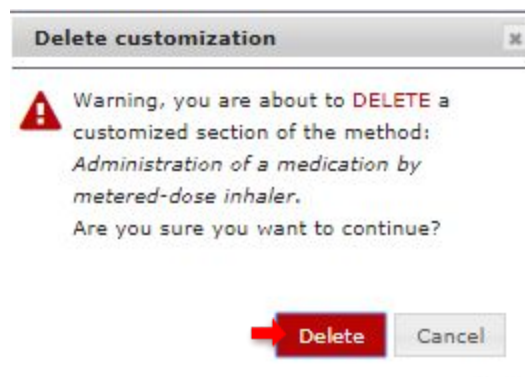 Delete customization
Warning, you are about to DELETE a
customized section of the method:
Administration of a medication by
metered-dose inhaler.
Are you sure you want to continue?
Delete Cancel